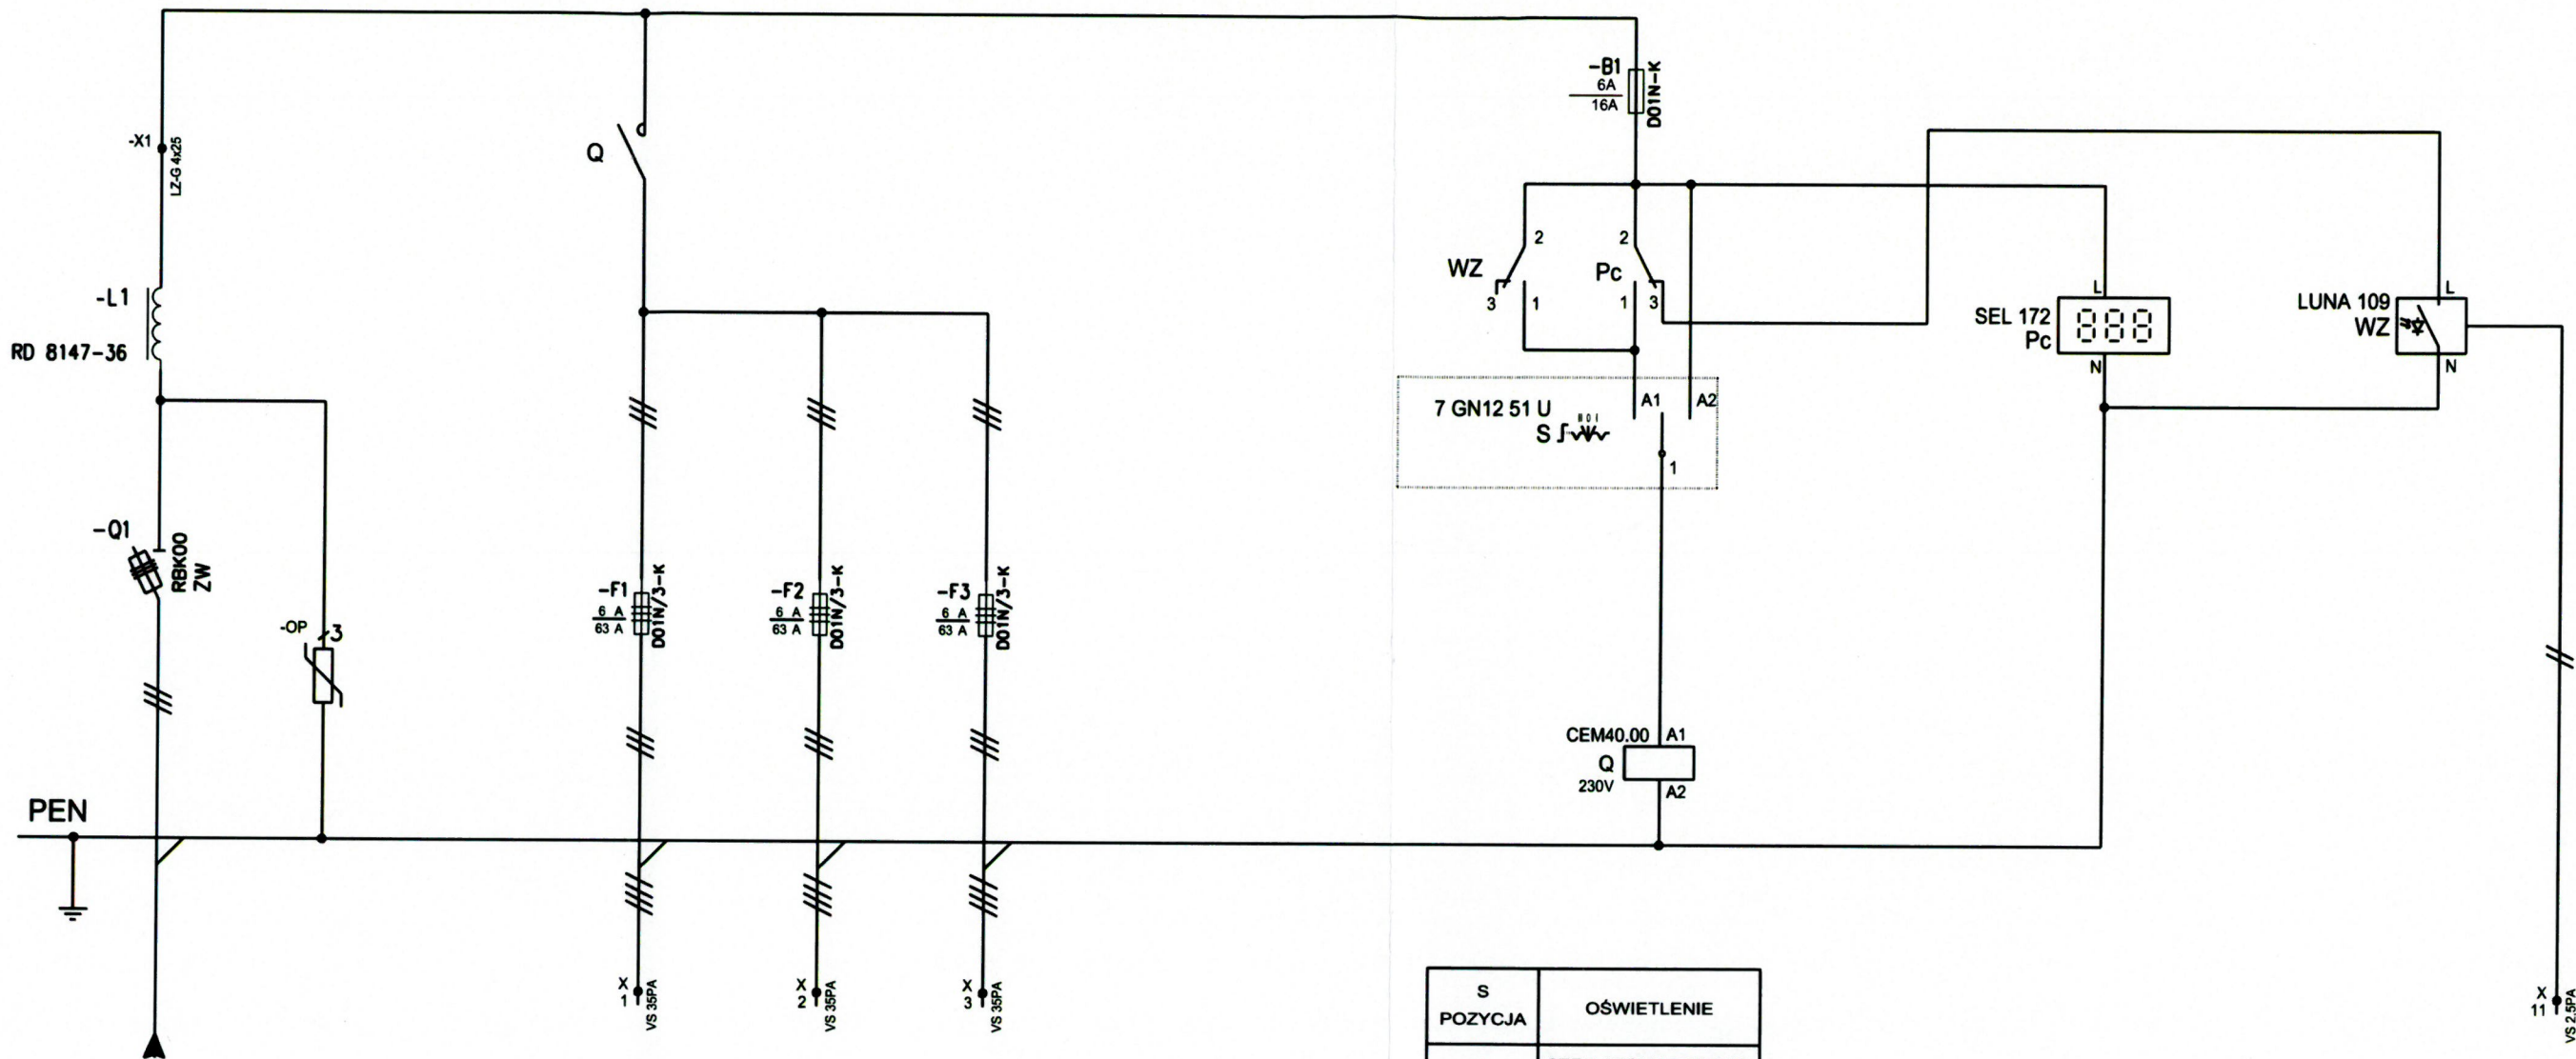 -B1
6A
16A
D01N-K
-X1
LZ-G 4x25
Q
2
2
WZ
Pc
3
1
1
3
-L1
RD 8147-36
L
SEL 172
Pc
N
L
LUNA 109
WZ
N
A1
A2
7 GN12 51 U
S
1
-Q1
RBK00
ZW
-OP
3
-F1
6 A
63 A
D01N/3-K
-F2
6 A
63 A
D01N/3-K
-F3
6 A
63 A
D01N/3-K
CEM40.00
A1
Q
230V
A2
PEN
X
1
VS 35PA
X
2
VS 35PA
X
3
VS 35PA
X
11
VS 2,5PA
S
POZYCJA
OŚWIETLENIE